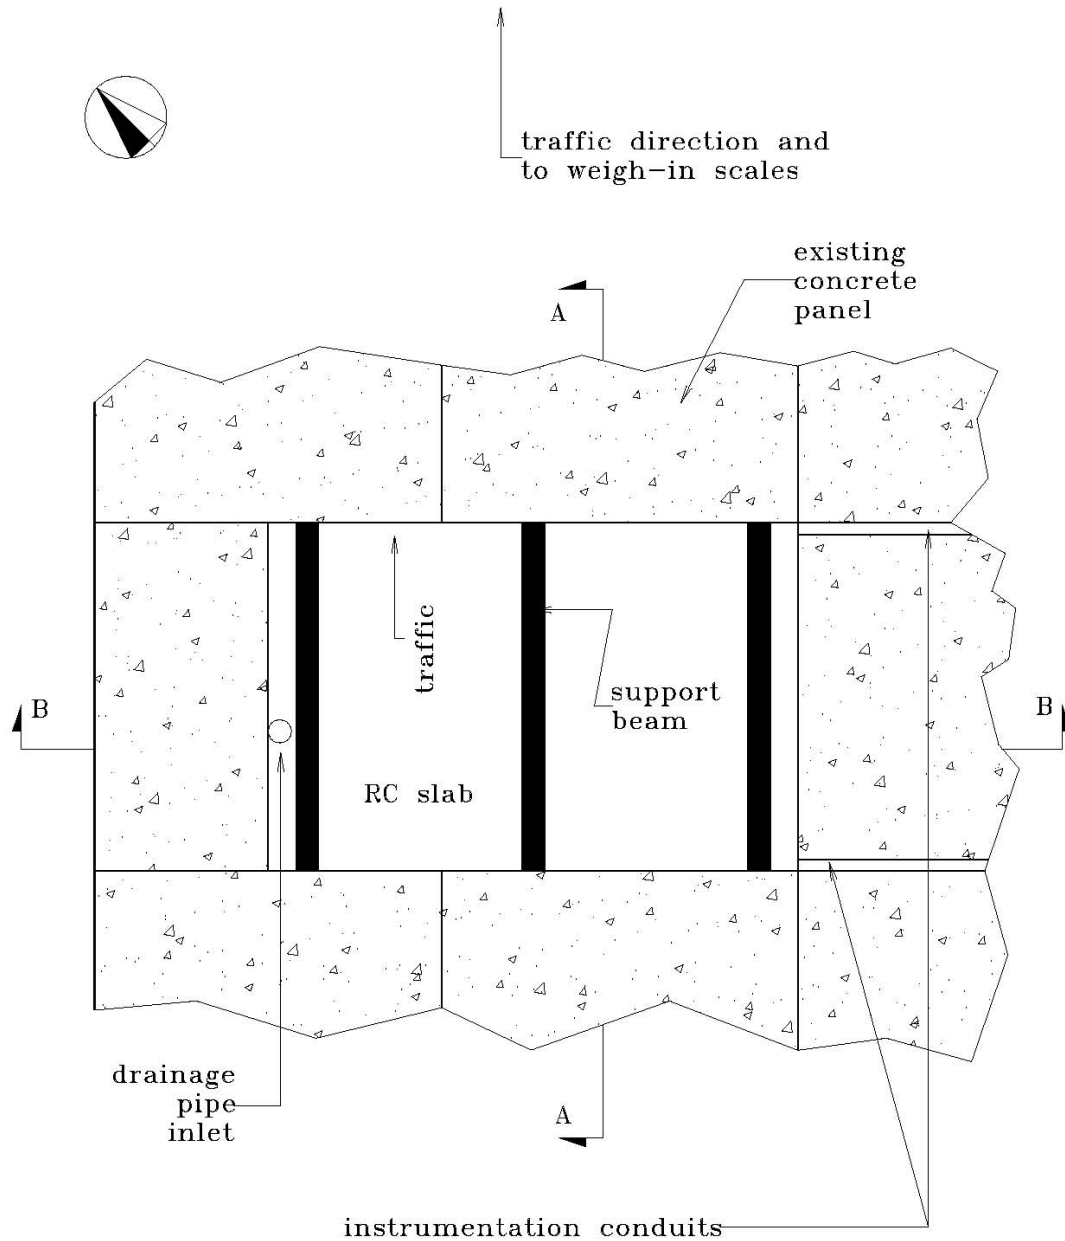 traffic direction and
to weigh-in scales
existing
concrete
panel
A
traffic
support
beam
B
B
RC slab
drainage
pipe
inlet
A
instrumentation conduits